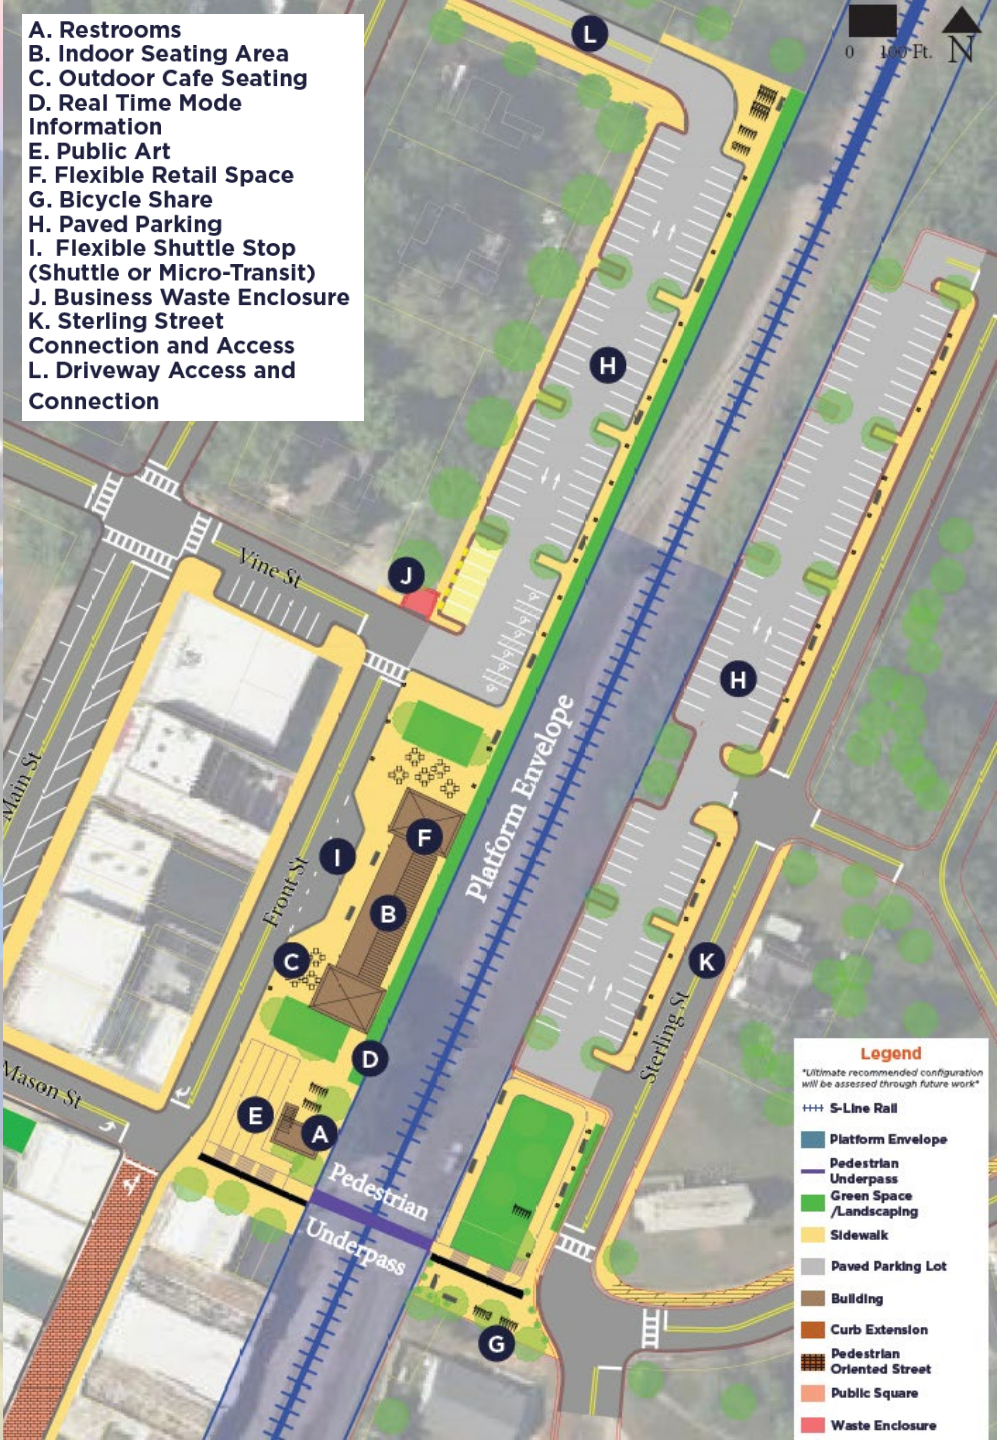 A. Restrooms
B. Indoor Seating Area
C. Outdoor Cafe Seating
D. Real Time Mode
Information
E. Public Art
F. Flexible Retail Space
G. Bicycle Share
H. Paved Parking
I. Flexible Shuttle Stop
(Shuttle or Micro-Transit)
J. Business Waste Enclosure
K. Sterling Street
Connection and Access
L. Driveway Access and
Connection
L
0 100 Ft. N
H
J
Vine St
H
Main St
Platform Envelope
F
I
Front St
B
C
K
Sterling St
D
Mason St
E
A
Pedestrian
Underpass
G
Legend
*Ultimate recommended configuration
will be assessed through future work*
S-Line Rail
Platform Envelope
Pedestrian
Underpass
Green Space
/Landscaping
Sidewalk
Paved Parking Lot
Building
Curb Extension
Pedestrian
Oriented Street
Public Square
Waste Enclosure